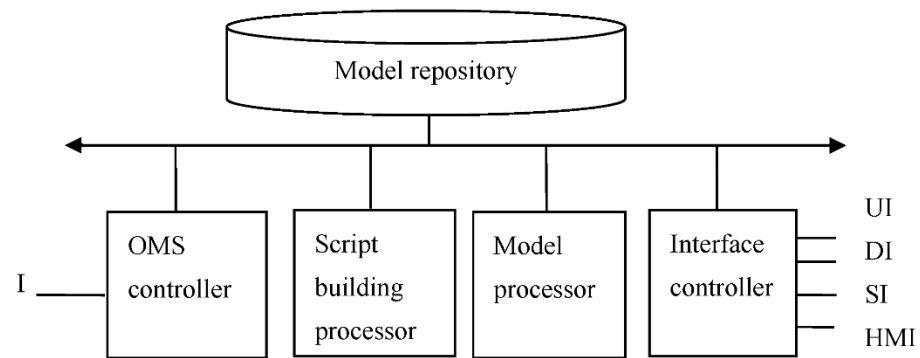 Model repository
OMS
controller
Script
building
processor
Model
processor
Interface
controller
I
UI
DI
SI
HMI